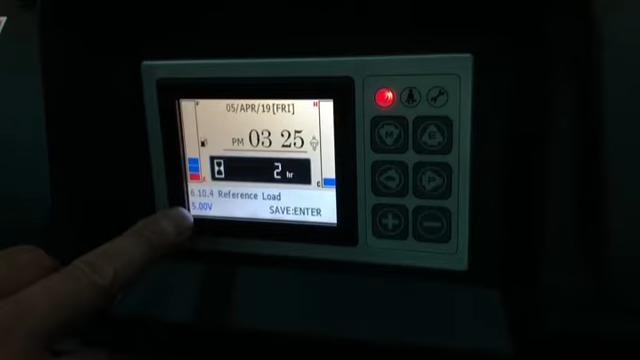 05/APR/19[FRI]
F
H
PM 03 25
2 hr
E
C
6.10.4 Reference Load
5.00V
SAVE:ENTER
M
E
+
-